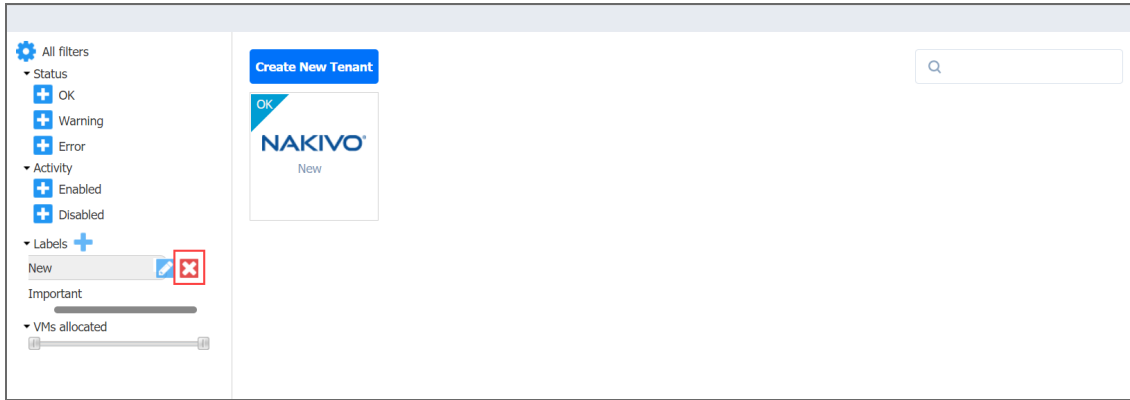 All filters
Status
OK
Warning
Error
Activity
Enabled
Disabled
Labels
New
Important
VMs allocated
Create New Tenant
OK
NAKIVO®
New